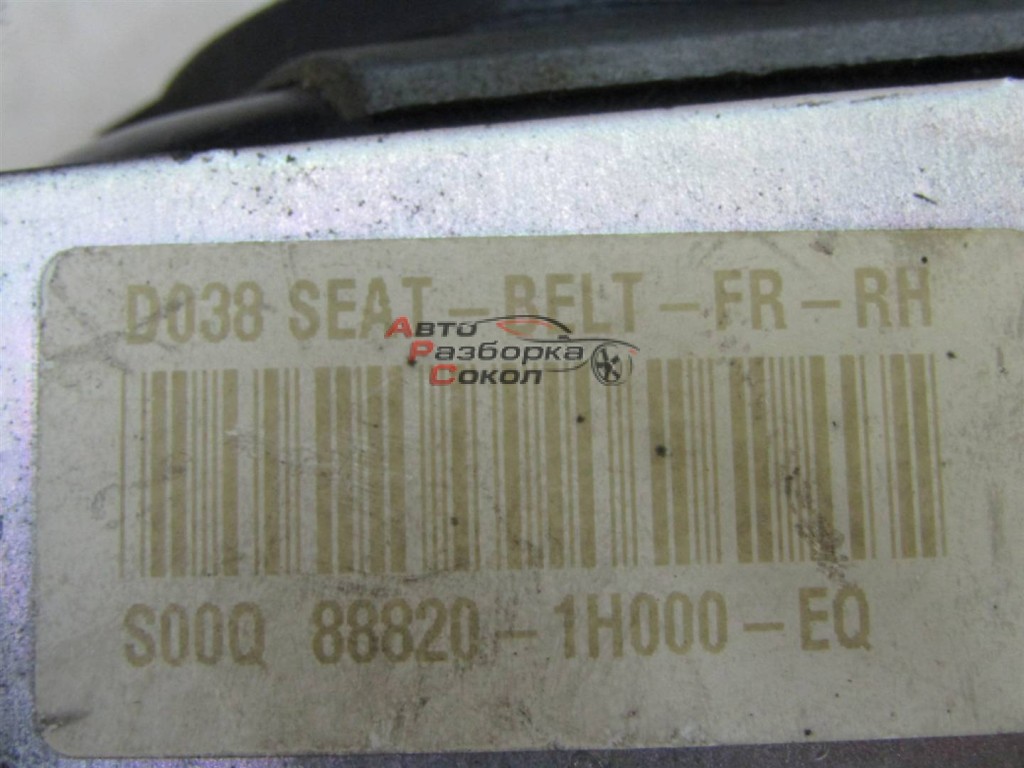 D038 SEAT-BELT-FR-RH
Авто
Разборка
Сокол
S00Q 88820-1H000-EQ